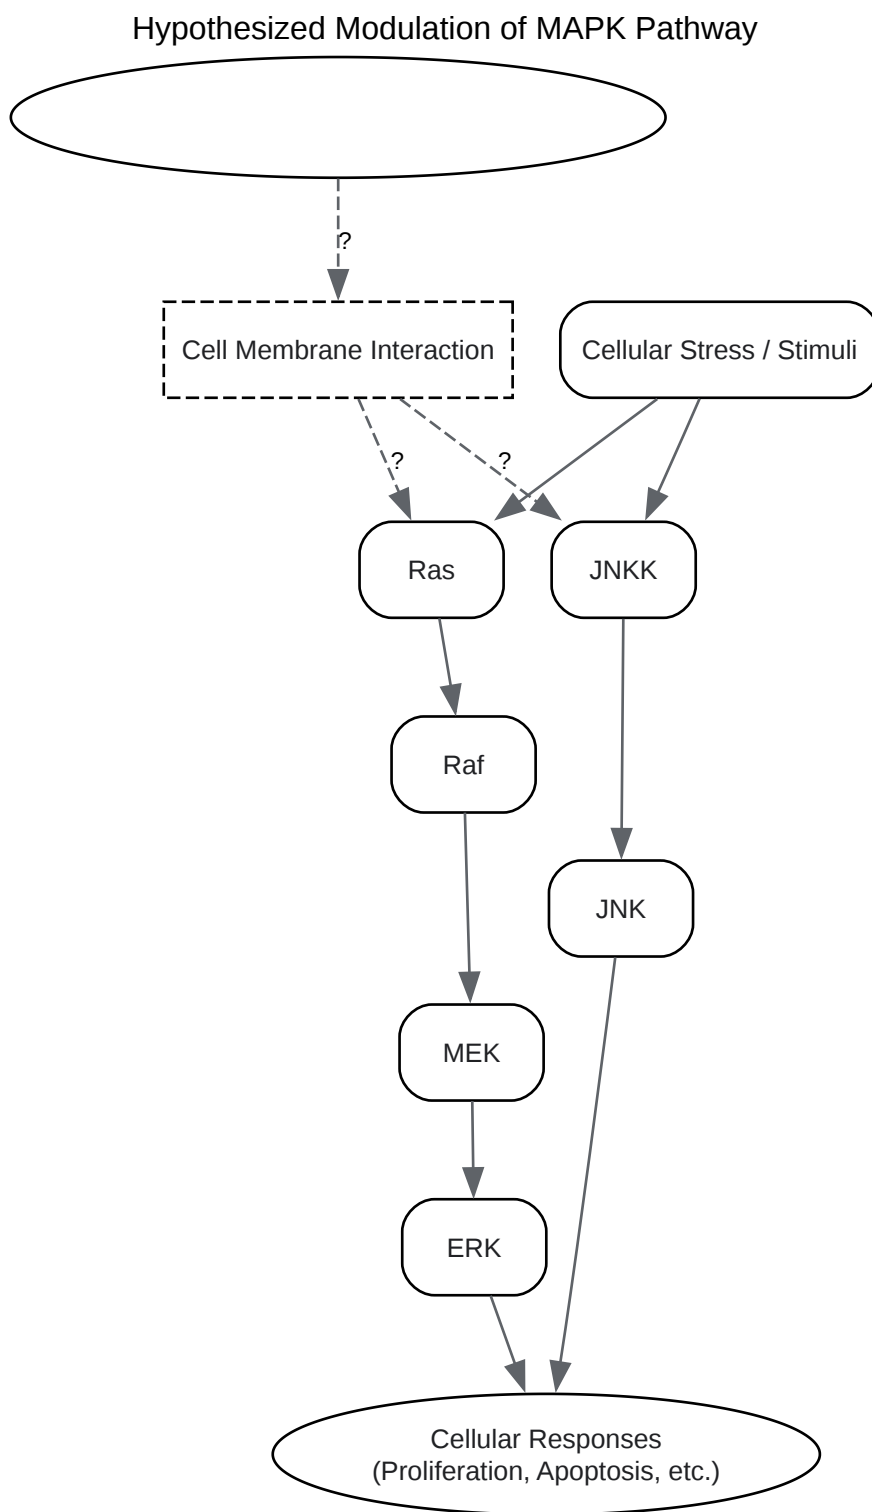 Hypothesized Modulation of MAPK Pathway
?
Cell Membrane Interaction
Cellular Stress / Stimuli
?
?
Ras
JNKK
Raf
JNK
MEK
ERK
Cellular Responses
(Proliferation, Apoptosis, etc.)